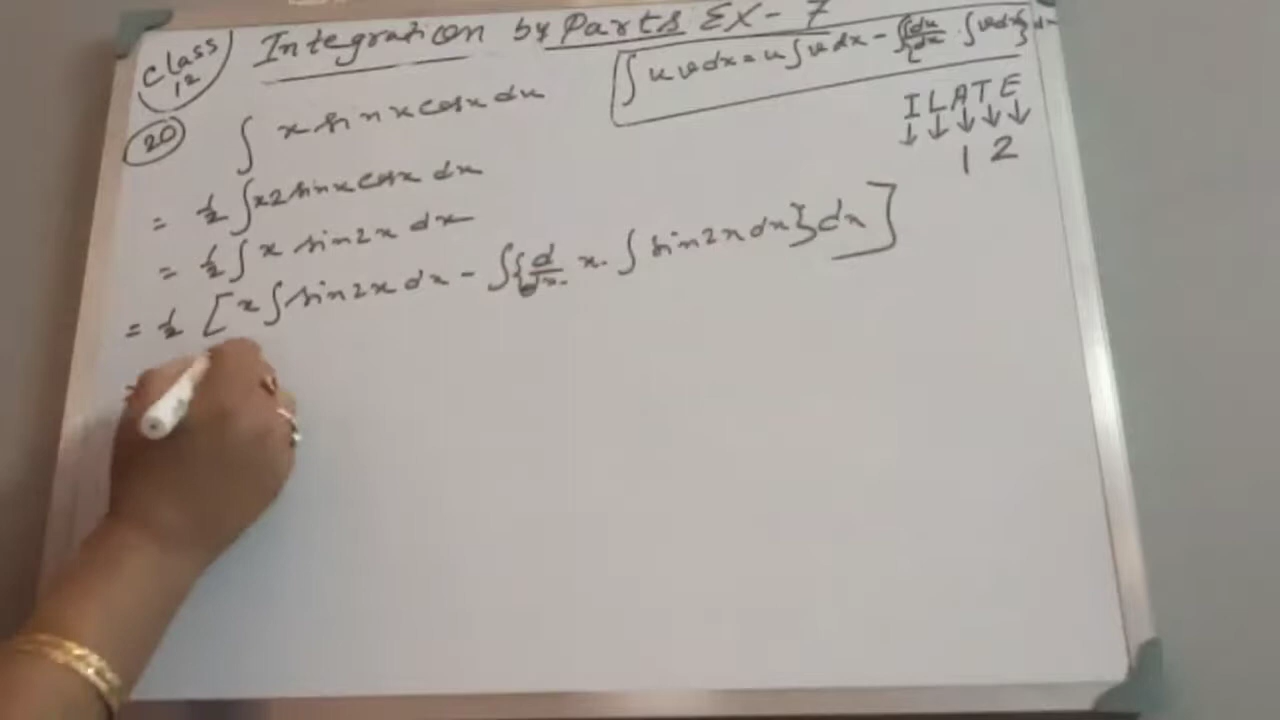 Class 12
Integration by Parts EX- 7
∫ u v dx = u ∫ v dx - ∫{du/dx . ∫ v dx} dx
I L A T E
↓ ↓ ↓ ↓ ↓
1 2
20 ∫ x sin x cos x dx
= 1/2 ∫ x 2 sin x cos x dx
= 1/2 ∫ x sin 2x dx
= 1/2 [ x ∫ sin 2x dx - ∫{ d/dx x . ∫ sin 2x dx } dx ]
=